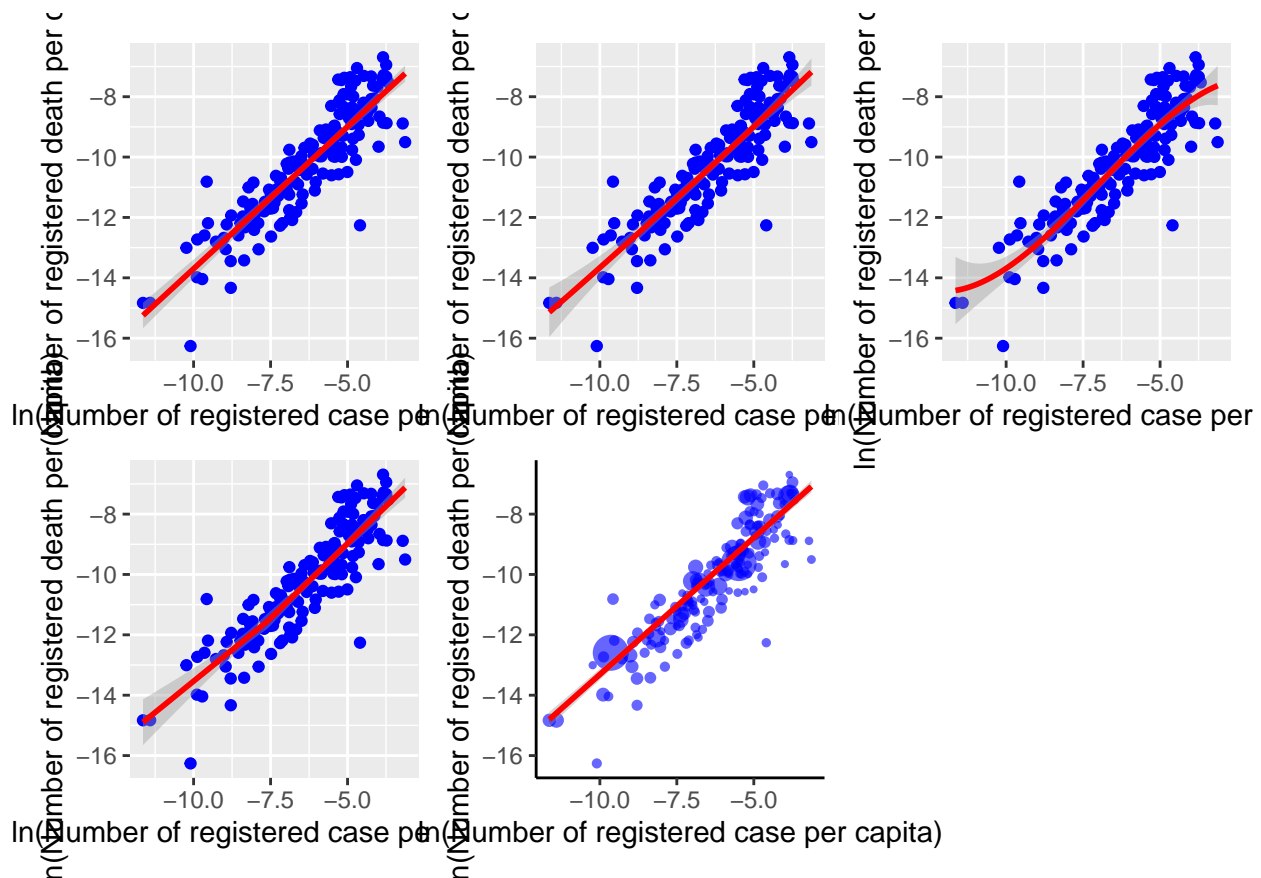 ln(Number of registered death per
−8
−10
−12
−14
−16
−10.0 −7.5 −5.0
ln(Number of registered case
ln(Number of registered death per
−8
−10
−12
−14
−16
−10.0 −7.5 −5.0
ln(Number of registered case
ln(Number of registered death per
−8
−10
−12
−14
−16
−10.0 −7.5 −5.0
ln(Number of registered case per
ln(Number of registered death per capita)
−8
−10
−12
−14
−16
−10.0 −7.5 −5.0
ln(Number of registered case
ln(Number of registered death per capita)
−8
−10
−12
−14
−16
−10.0 −7.5 −5.0
ln(Number of registered case per capita)